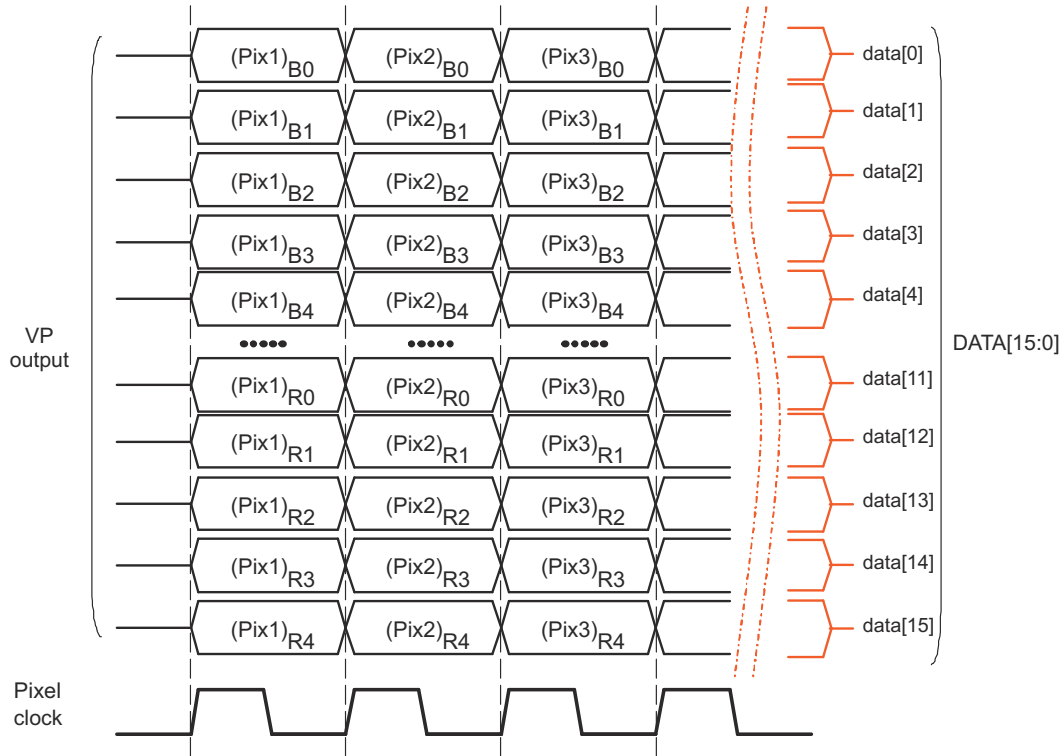 (Pix1)B0 (Pix2)B0 (Pix3)B0 data[0]
(Pix1)B1 (Pix2)B1 (Pix3)B1 data[1]
(Pix1)B2 (Pix2)B2 (Pix3)B2 data[2]
(Pix1)B3 (Pix2)B3 (Pix3)B3 data[3]
(Pix1)B4 (Pix2)B4 (Pix3)B4 data[4]
VP
output
DATA[15:0]
(Pix1)R0 (Pix2)R0 (Pix3)R0 data[11]
(Pix1)R1 (Pix2)R1 (Pix3)R1 data[12]
(Pix1)R2 (Pix2)R2 (Pix3)R2 data[13]
(Pix1)R3 (Pix2)R3 (Pix3)R3 data[14]
(Pix1)R4 (Pix2)R4 (Pix3)R4 data[15]
Pixel
clock